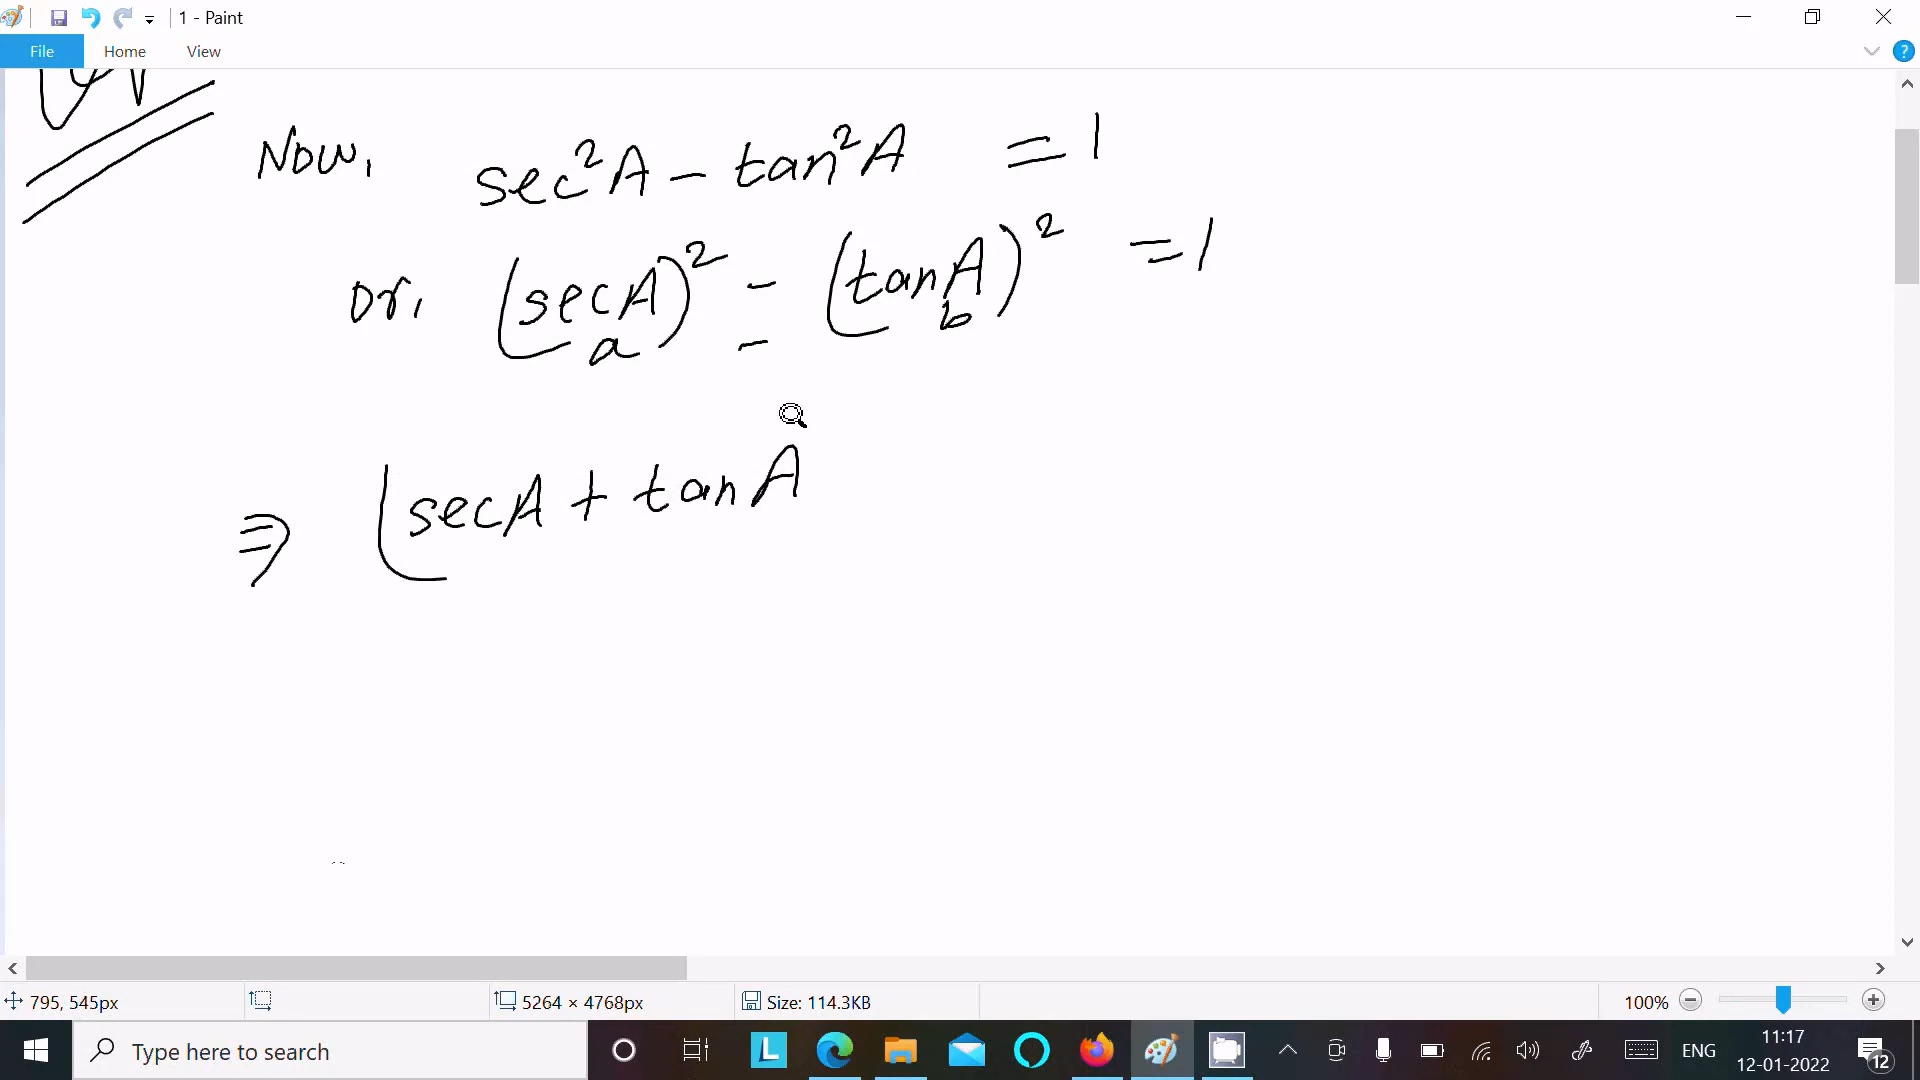 1 - Paint
File Home View
Now, sec²A - tan²A = 1
or, (secA)² - (tanA)² = 1
a - b
⇒ (secA + tanA
795, 545px 5264 × 4768px Size: 114.3KB 100%
Type here to search
L
ENG
11:17
12-01-2022
12